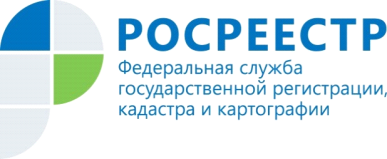 РОСРЕЕСТР
Федеральная служба
государственной регистрации,
кадастра и картографии